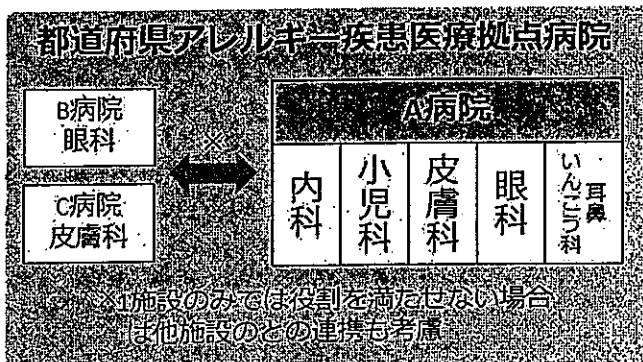 都道府県アレルギー疾患医療拠点病院
B病院
眼科
※
C病院
皮膚科
A病院
内科
小児科
皮膚科
眼科
耳鼻
いんこう科
※1施設のみでは役割を満たせない場合
は他施設のとの連携も考慮